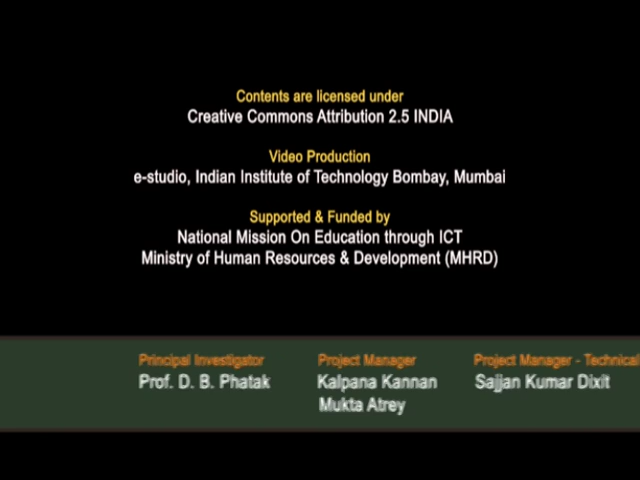 Contents are licensed under
Creative Commons Attribution 2.5 INDIA
Video Production
e-studio, Indian Institute of Technology Bombay, Mumbai
Supported & Funded by
National Mission On Education through ICT
Ministry of Human Resources & Development (MHRD)
Principal Investigator
Prof. D. B. Phatak
Project Manager
Kalpana Kannan
Mukta Atrey
Project Manager - Technical
Sajjan Kumar Dixit